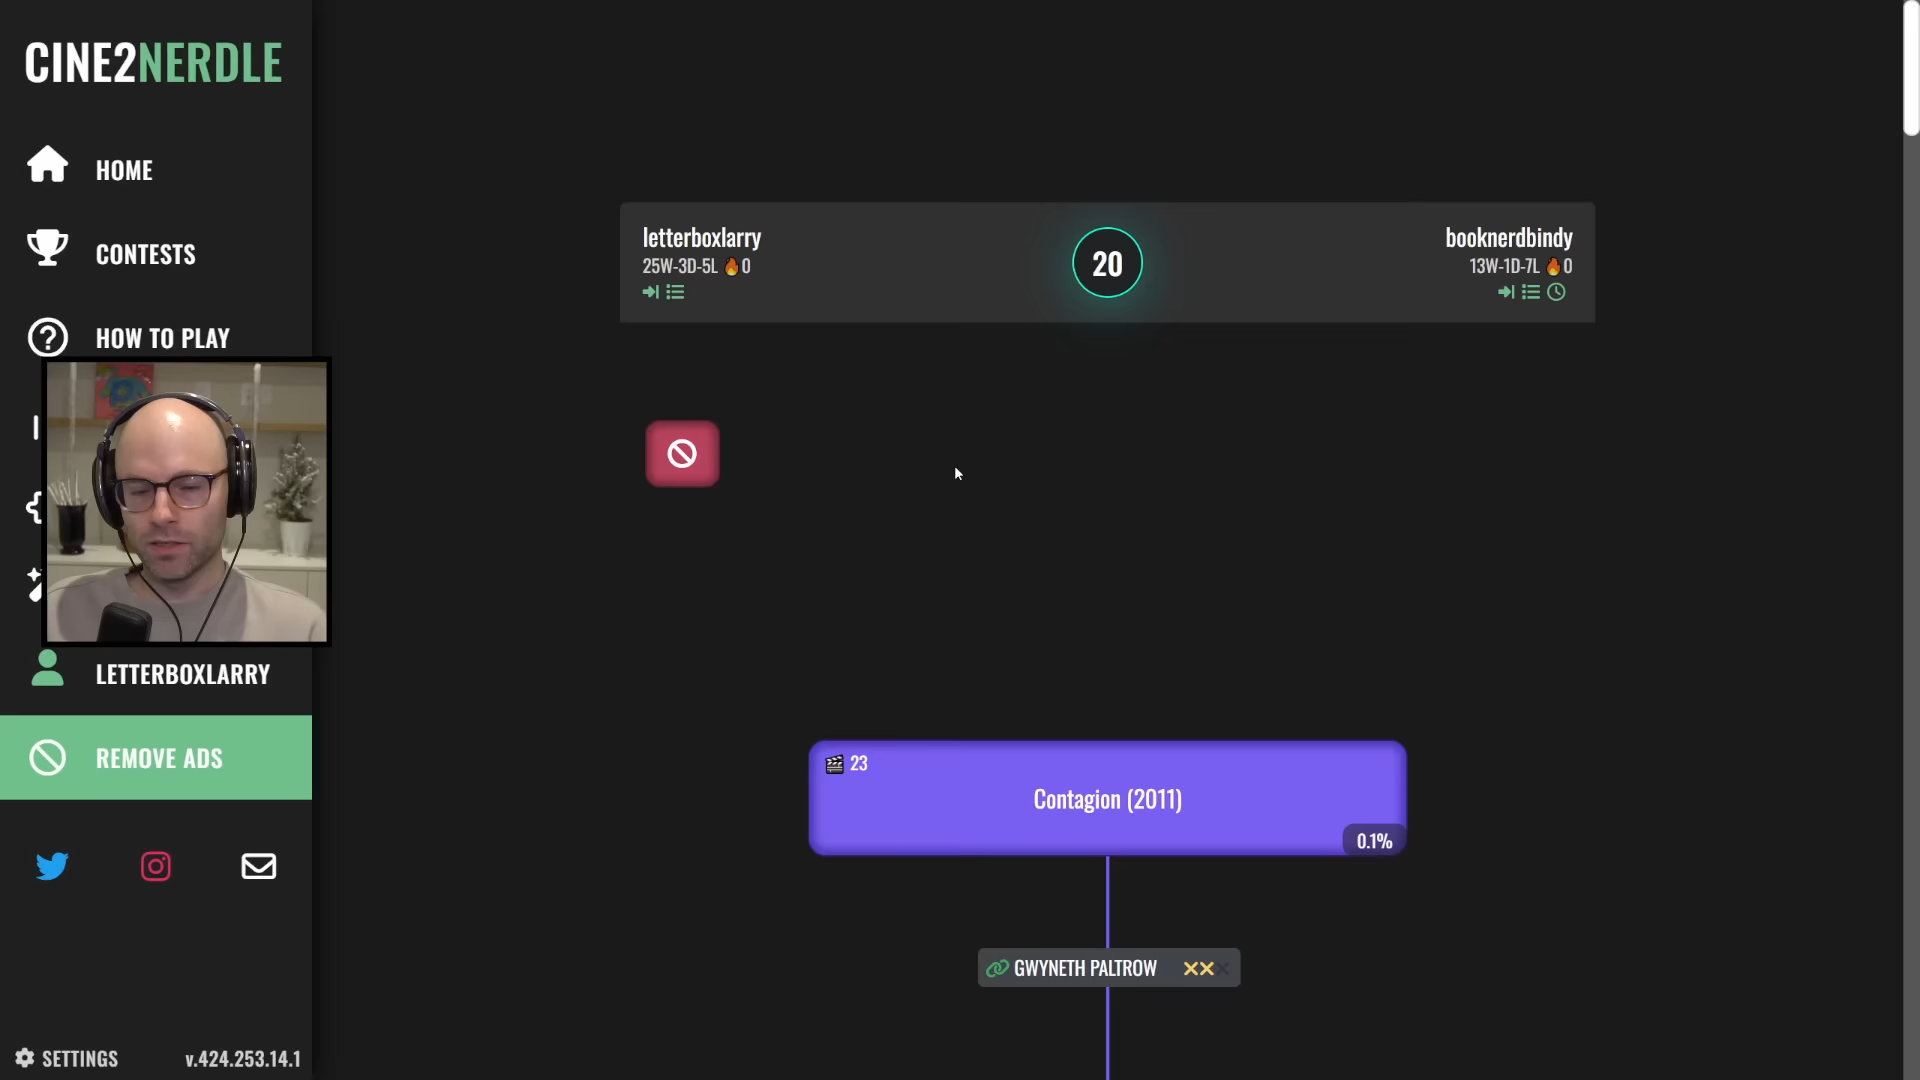 CINE2NERDLE
HOME
CONTESTS
HOW TO PLAY
LETTERBOXLARRY
REMOVE ADS
SETTINGS
v.424.253.14.1
letterboxlarry
25W-3D-5L 🔥0
20
booknerdbindy
13W-1D-7L 🔥0
23
Contagion (2011)
0.1%
GWYNETH PALTROW